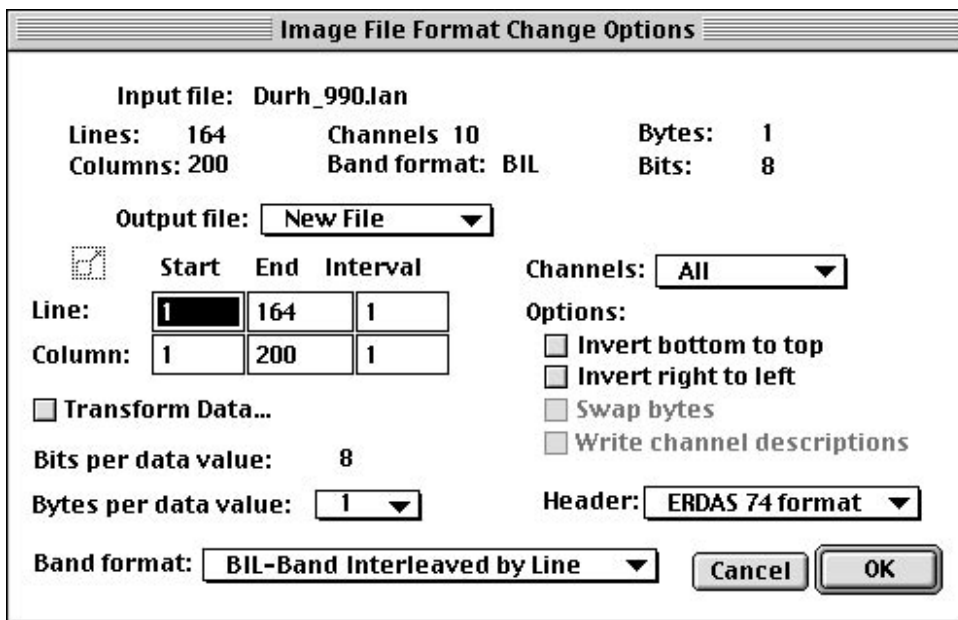 Image File Format Change Options
Input file: Durh_990.lan
Lines: 164 Channels 10 Bytes: 1
Columns: 200 Band format: BIL Bits: 8
Output file: New File
Start End Interval
Channels: All
Line: 1 164 1
Options:
Column: 1 200 1
Invert bottom to top
Invert right to left
Transform Data...
Swap bytes
Write channel descriptions
Bits per data value: 8
Bytes per data value: 1
Header: ERDAS 74 format
Band format: BIL-Band Interleaved by Line
Cancel OK